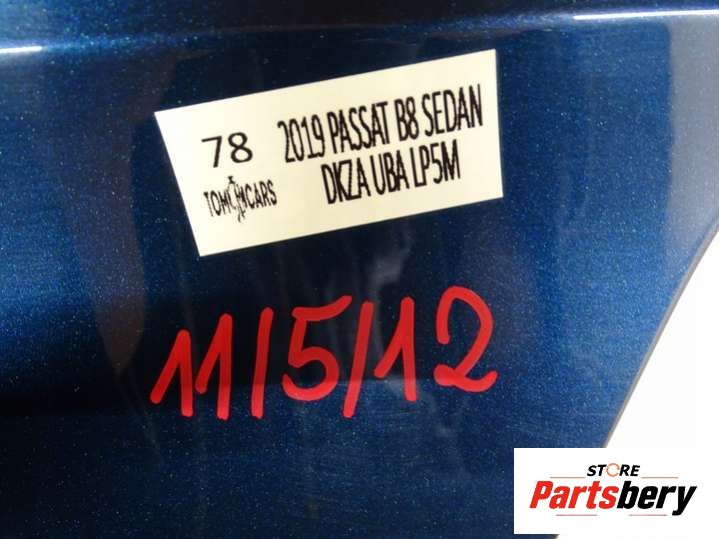 78 2019 PASSAT B8 SEDAN
TOM CARS DKZA UBA LP5M
11/5/12
STORE
Partsbery